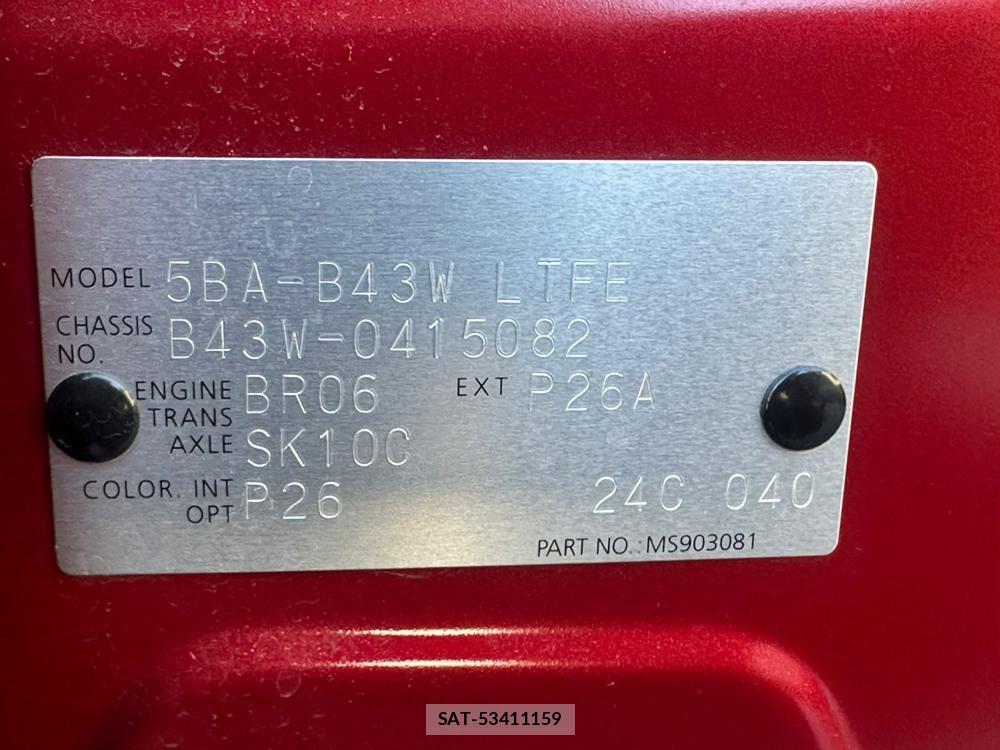 MODEL 5BA-B43W LTFE
CHASSIS NO. B43W-0415082
ENGINE BR06 EXT P26A
TRANS AXLE SK10C
COLOR. INT OPT P26 24C 040
PART NO.:MS903081
SAT-53411159